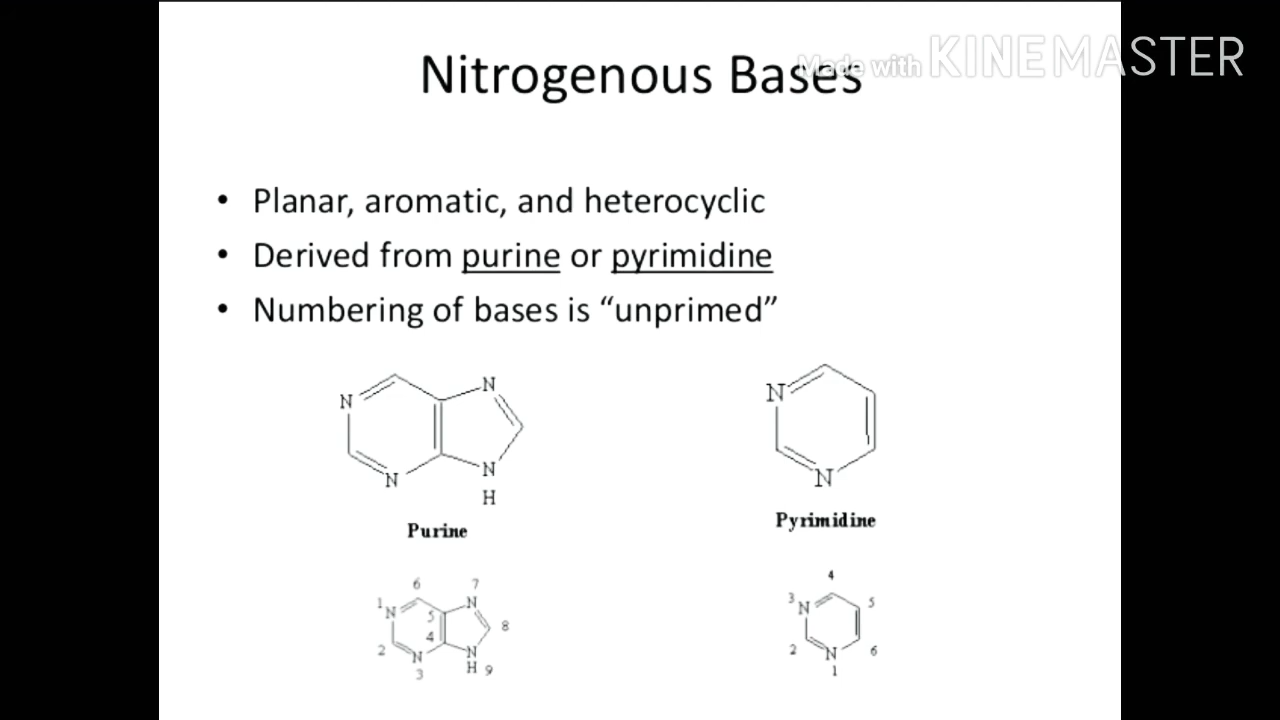 Nitrogenous Bases
Made with KINEMASTER
• Planar, aromatic, and heterocyclic
• Derived from purine or pyrimidine
• Numbering of bases is “unprimed”
N
N
N
N
H
Purine
N
N
Pyrimidine
6
7
1
N
N
5
8
4
2
N
N
3
H 9
4
3
N
5
2
N
6
1